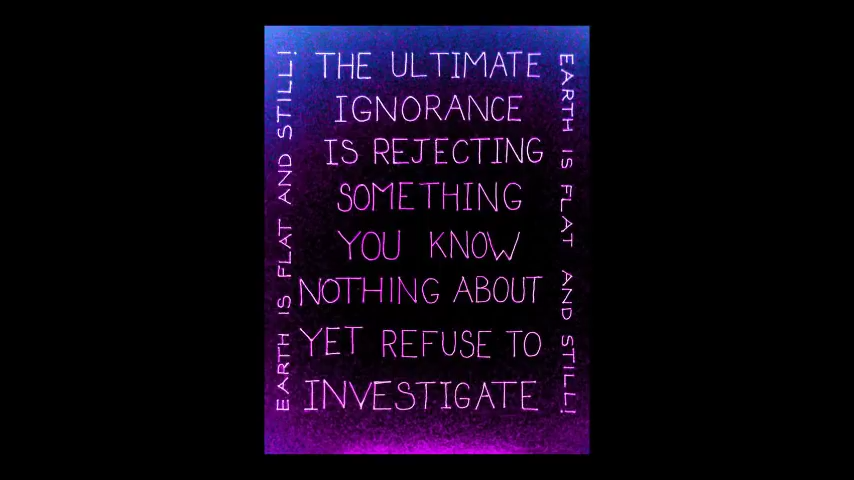 EARTH IS FLAT AND STILL!
THE ULTIMATE
IGNORANCE
IS REJECTING
SOMETHING
YOU KNOW
NOTHING ABOUT
YET REFUSE TO
INVESTIGATE
EARTH IS FLAT AND STILL!